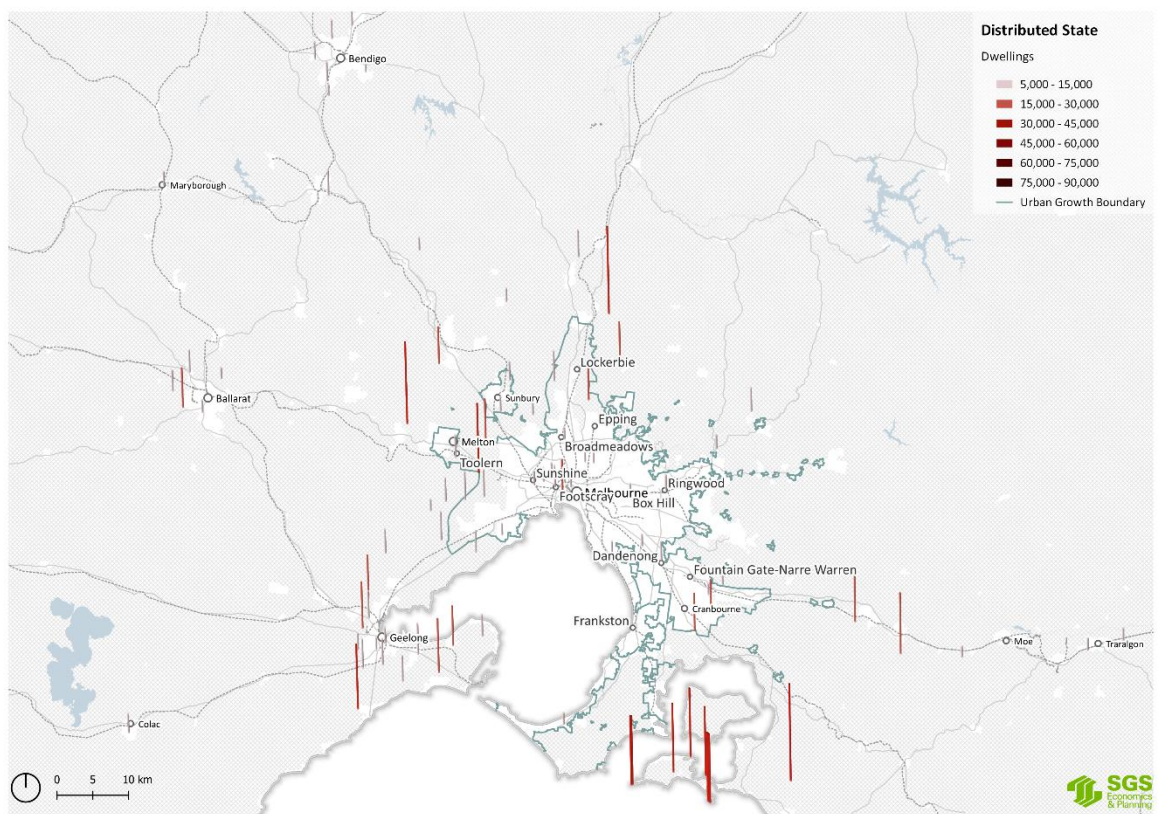 Distributed State
Dwellings
5,000 - 15,000
15,000 - 30,000
30,000 - 45,000
45,000 - 60,000
60,000 - 75,000
75,000 - 90,000
Urban Growth Boundary
Bendigo
Maryborough
Lockerbie
Ballarat
Sunbury
Epping
Melton
Broadmeadows
Toolern
Sunshine
Ringwood
Melbourne
Footscray
Box Hill
Dandenong
Fountain Gate-Narre Warren
Cranbourne
Frankston
Geelong
Moe
Traralgon
Colac
0 5 10 km
SGS
Economics
& Planning